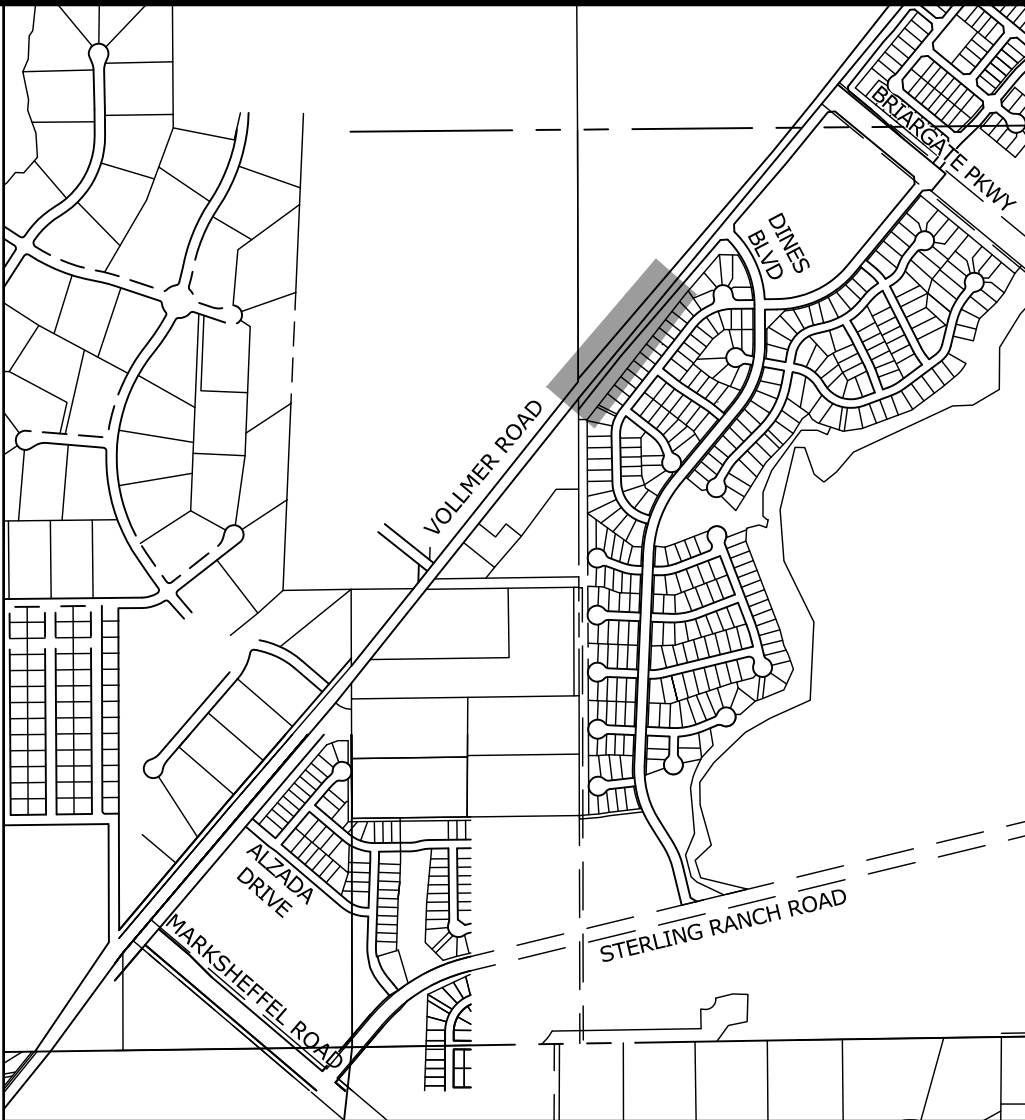 BRIARGATE PKWY
DINES
BLVD
VOLLMER ROAD
ALZADA
DRIVE
STERLING RANCH ROAD
MARKSHEFFEL ROAD